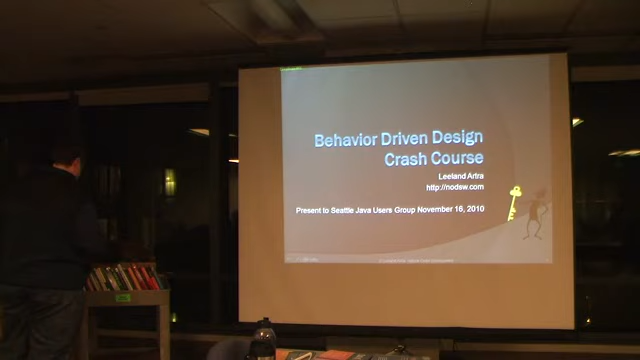 Behavior Driven Design
Crash Course
Leeland Artra
http://nodsw.com
Present to Seattle Java Users Group November 16, 2010